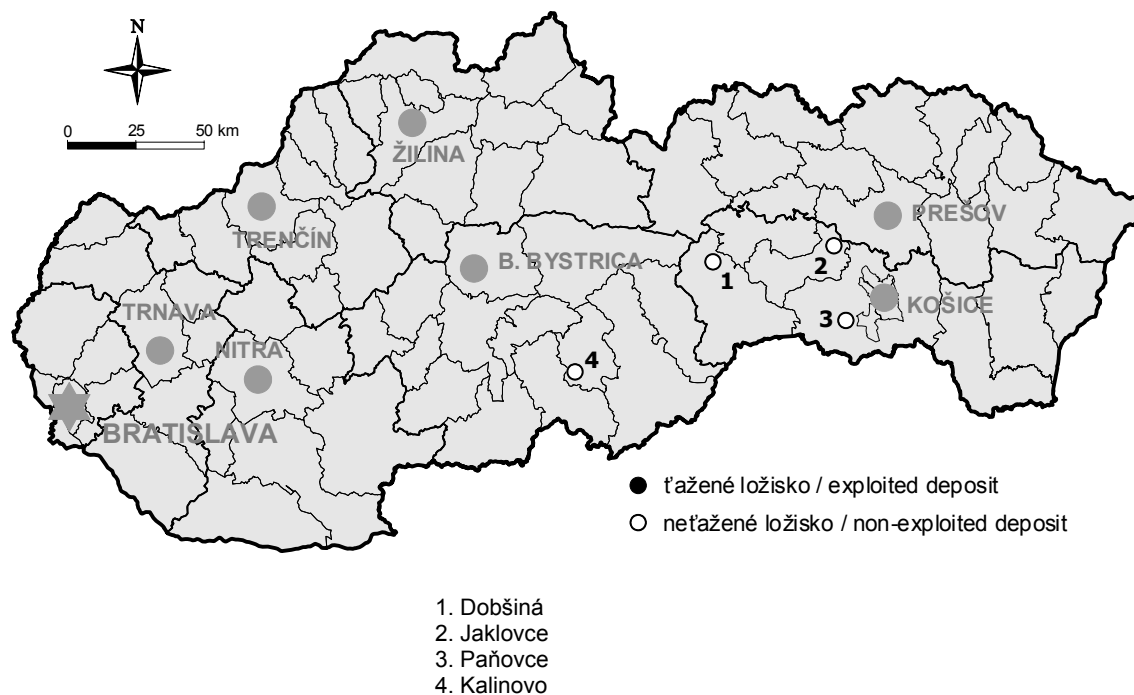 N
0 25 50 km
ŽILINA
PREŠOV
TRENČÍN
B. BYSTRICA
2
1
KOŠICE
TRNAVA
3
NITRA
4
BRATISLAVA
ťažené ložisko / exploited deposit
neťažené ložisko / non-exploited deposit
1. Dobšiná
2. Jaklovce
3. Paňovce
4. Kalinovo